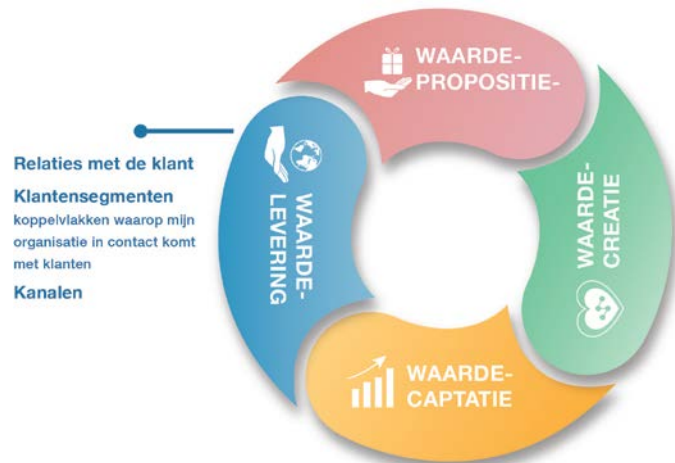 WAARDE-
PROPOSITIE-
WAARDE-
CREATIE
WAARDE-
CAPTATIE
WAARDE-
LEVERING
Relaties met de klant
Klantensegmenten
koppelvlakken waarop mijn
organisatie in contact komt
met klanten
Kanalen